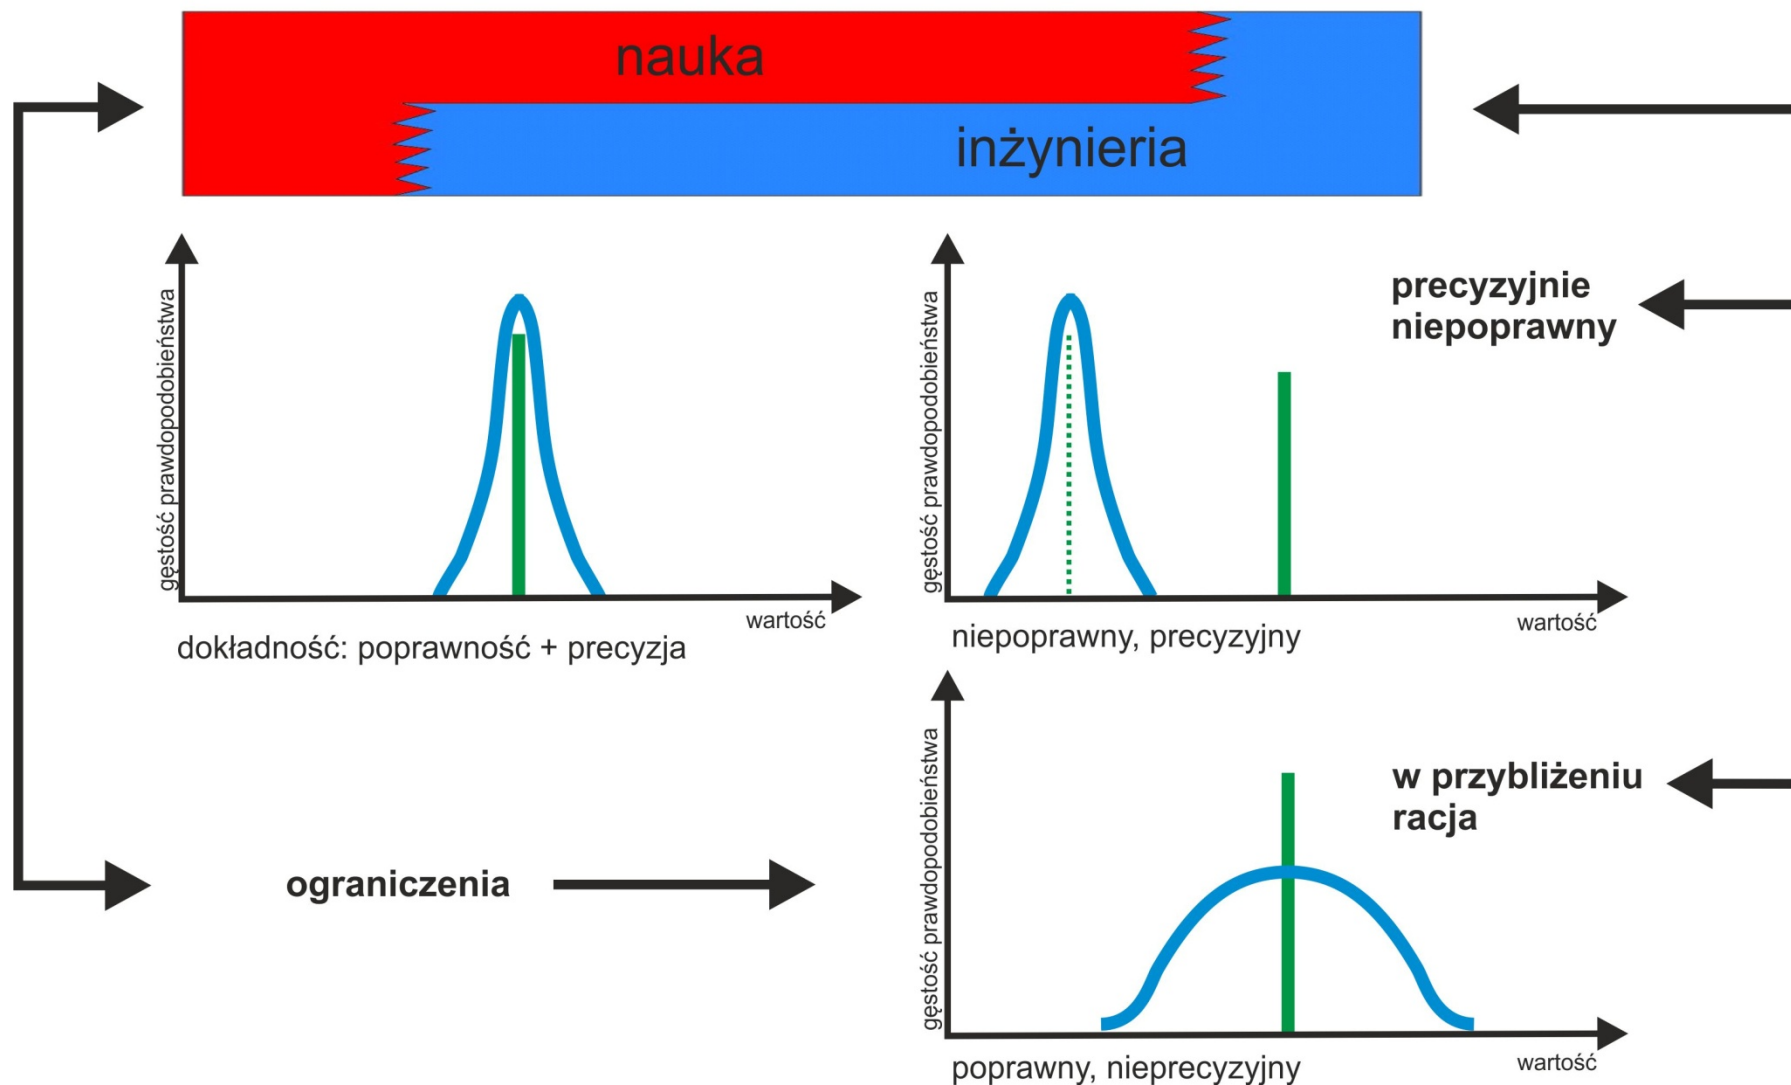 nauka
inżynieria
gęstość prawdopodobieństwa
wartość
dokładność: poprawność + precyzja
gęstość prawdopodobieństwa
wartość
niepoprawny, precyzyjny
precyzyjnie
niepoprawny
ograniczenia
gęstość prawdopodobieństwa
wartość
poprawny, nieprecyzyjny
w przybliżeniu
racja